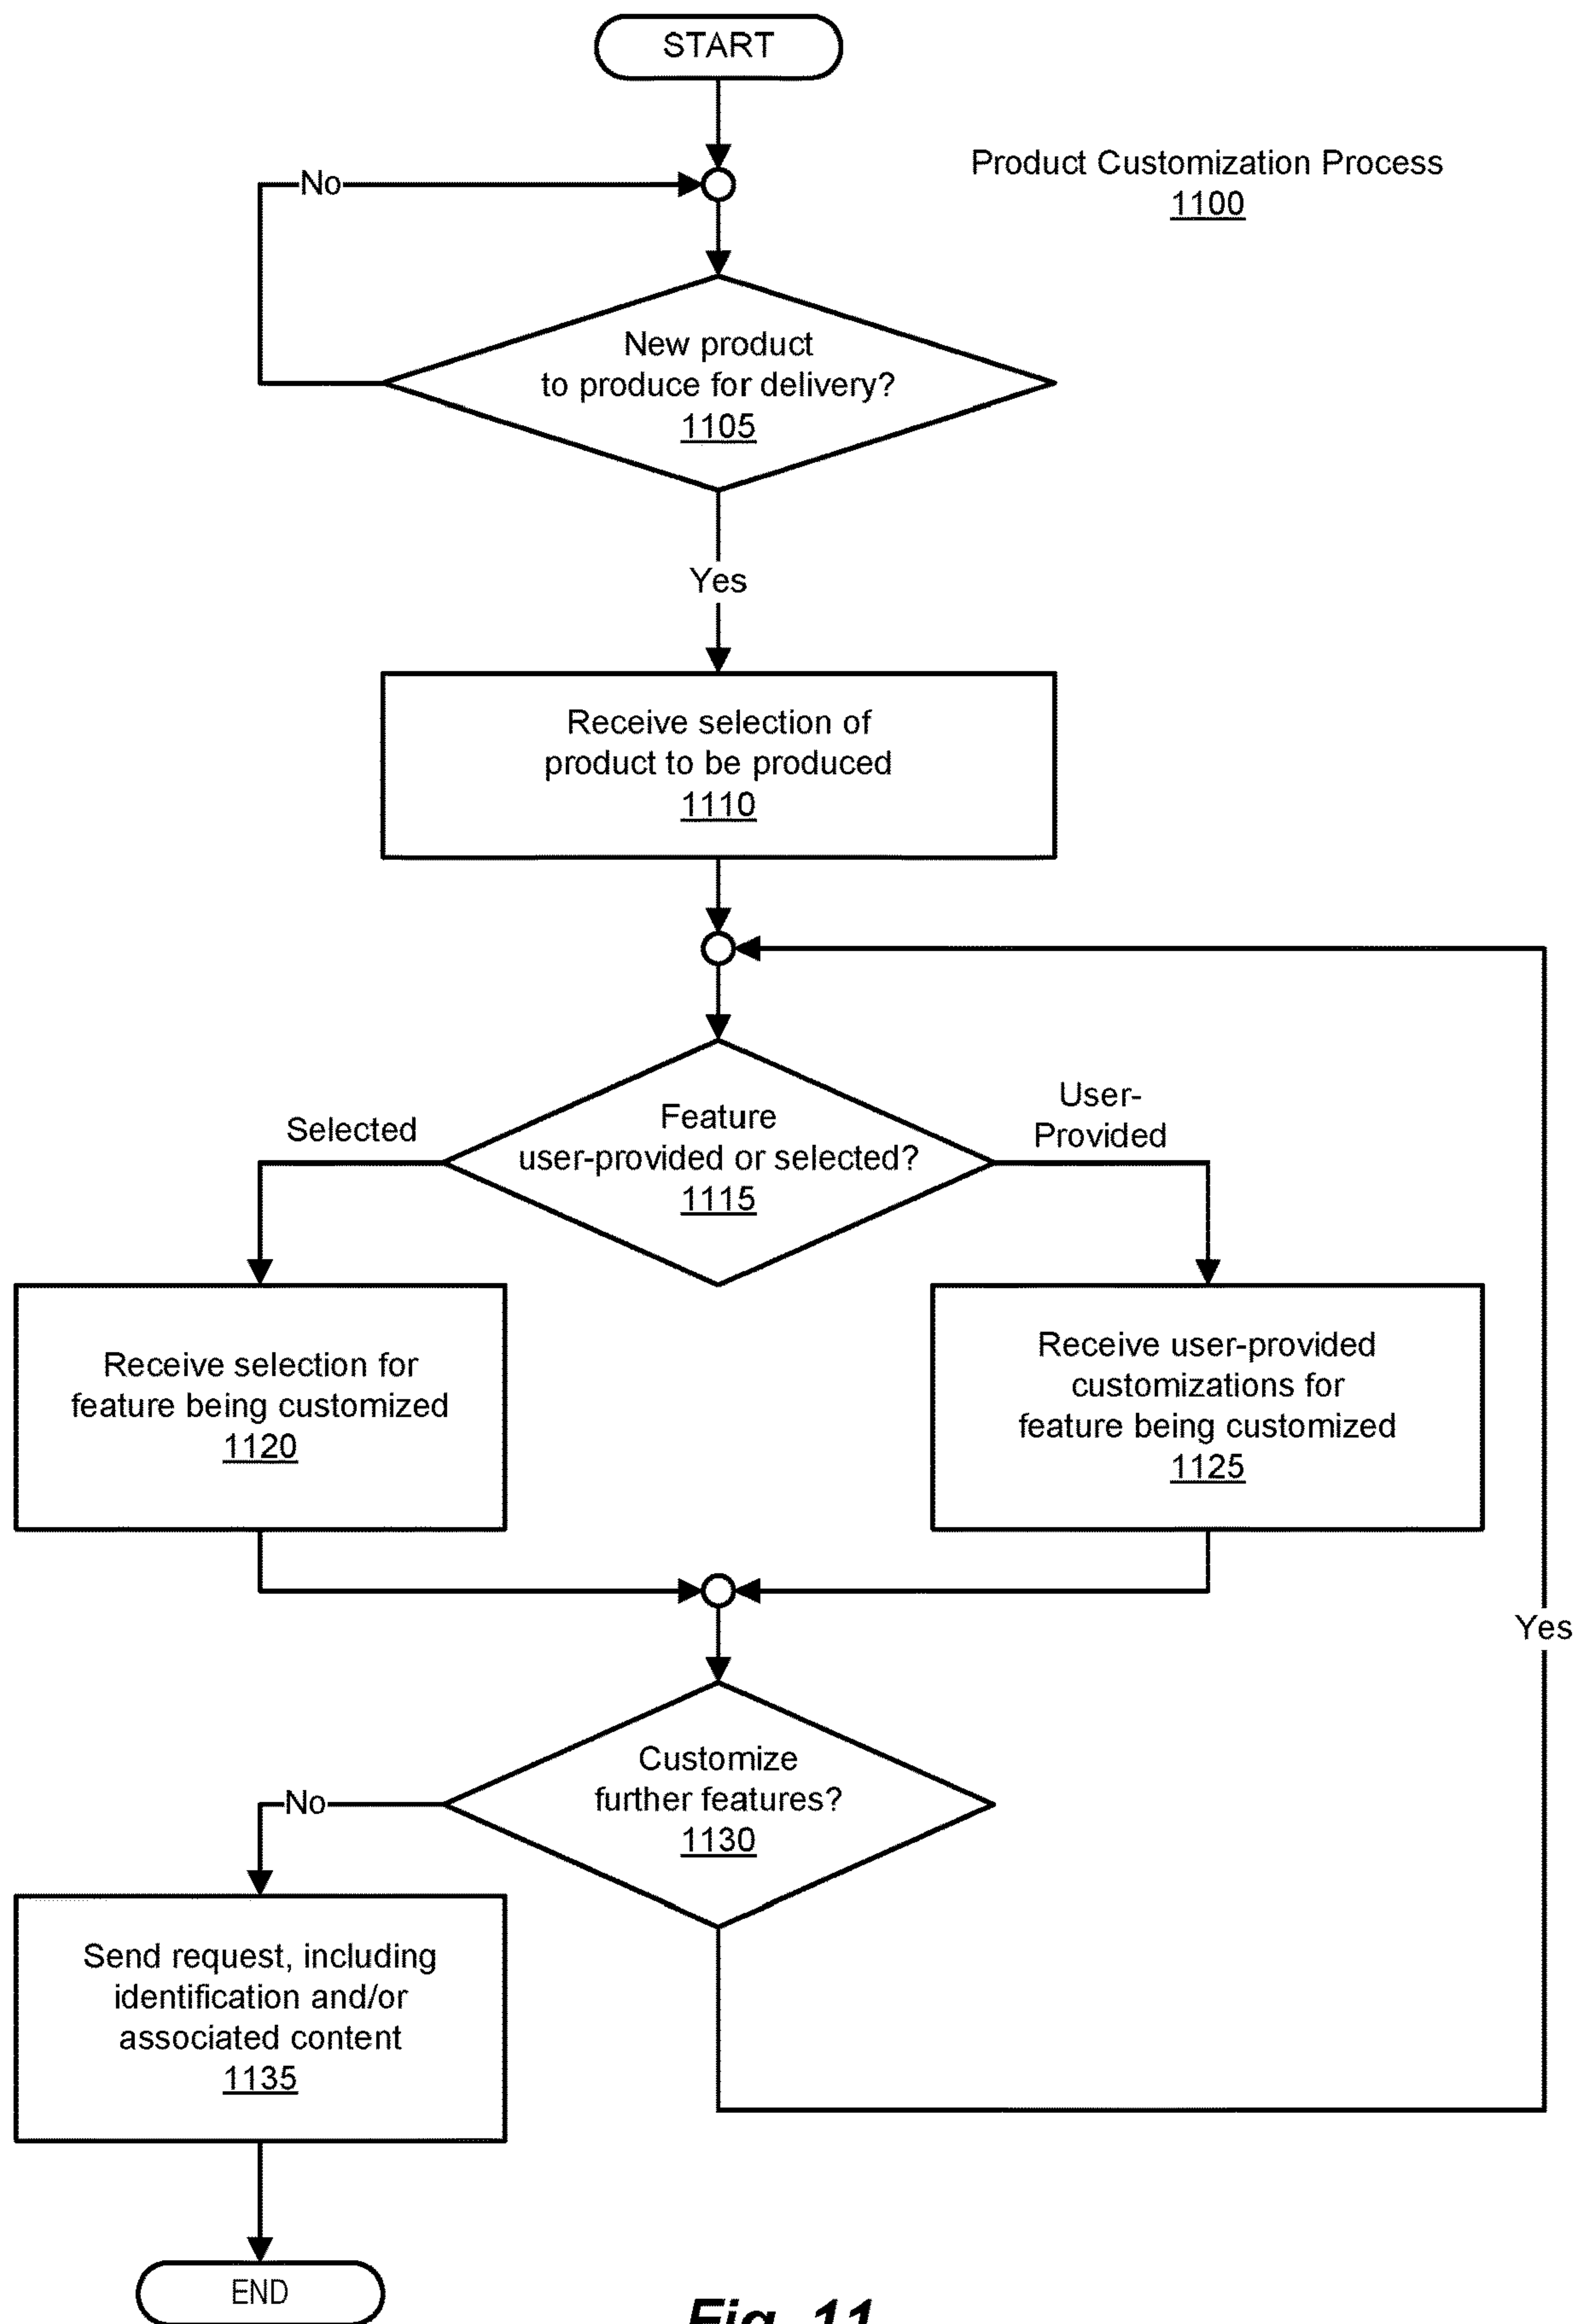 START
No
Product Customization Process
1100
New product
to produce for delivery?
1105
Yes
Receive selection of
product to be produced
1110
Selected
Feature
user-provided or selected?
1115
User-
Provided
Receive selection for
feature being customized
1120
Receive user-provided
customizations for
feature being customized
1125
Yes
Customize
further features?
1130
No
Send request, including
identification and/or
associated content
1135
END
Fig. 11